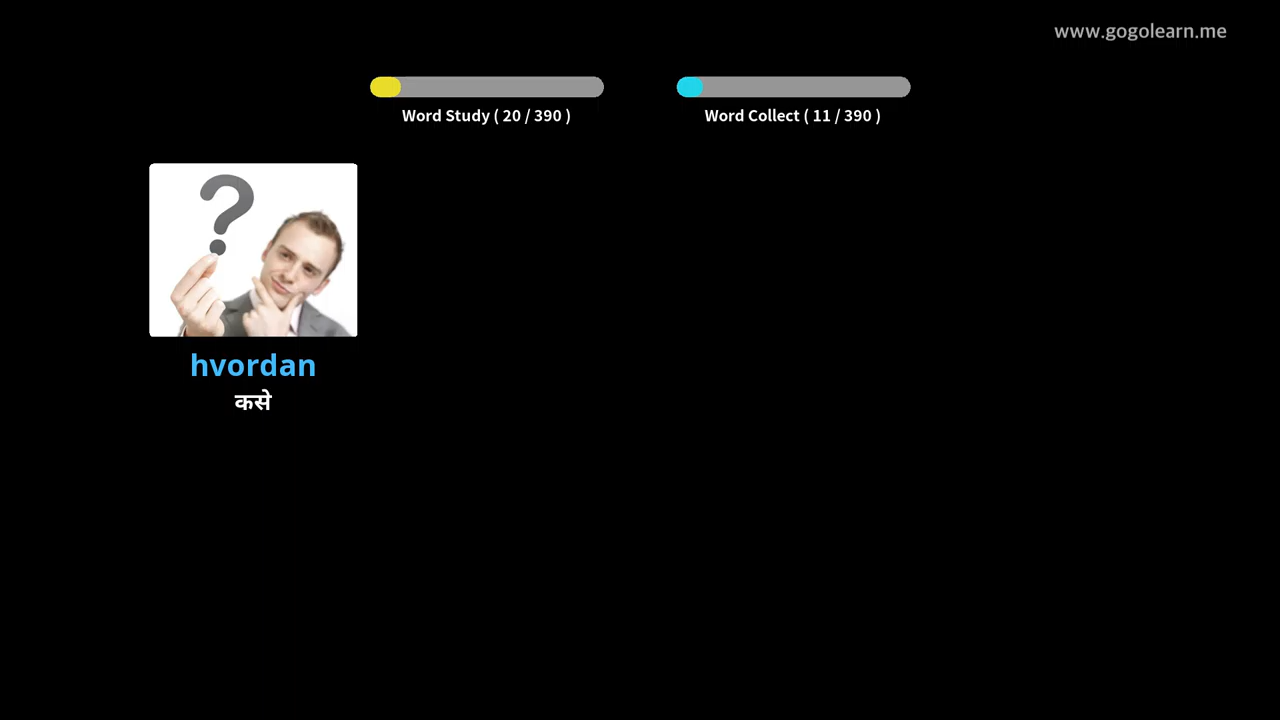 www.gogolearn.me
Word Study ( 20 / 390 )
Word Collect ( 11 / 390 )
?
hvordan
कसे